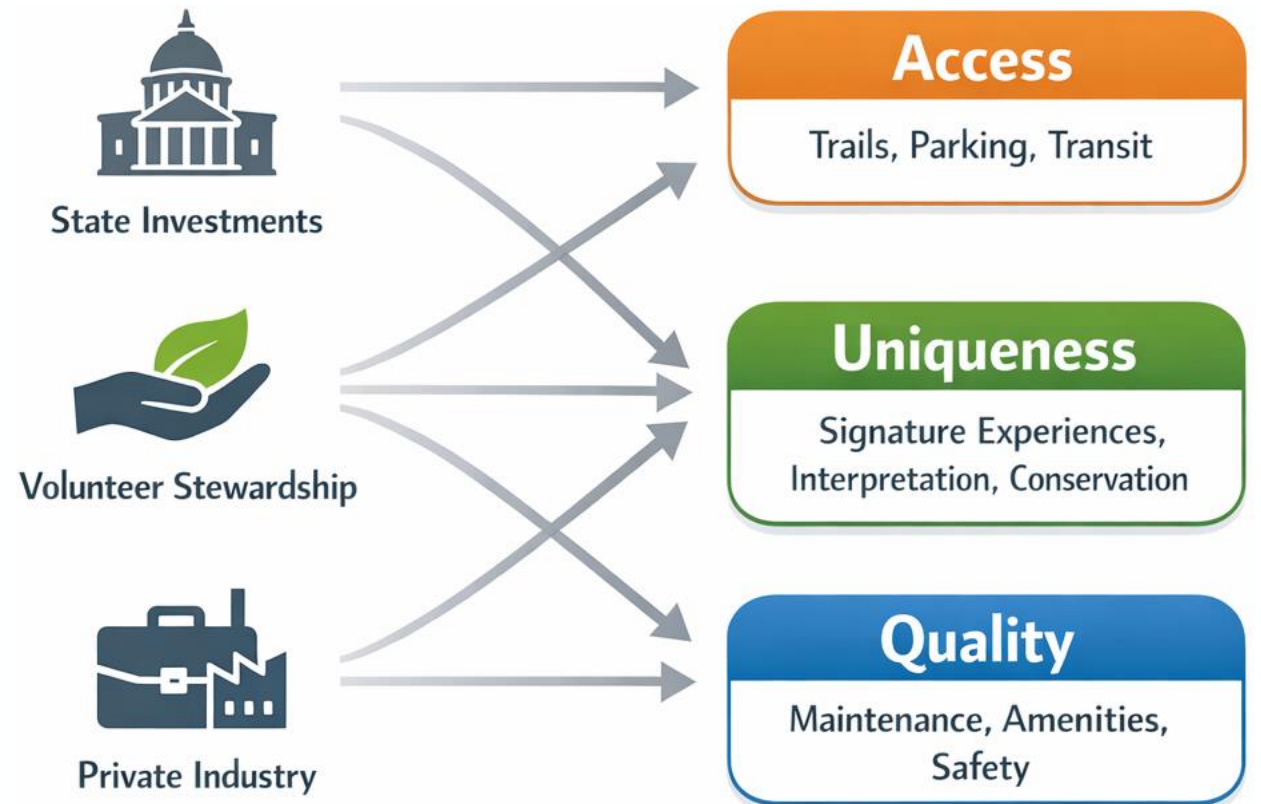 State Investments
Volunteer Stewardship
Private Industry
Access
Trails, Parking, Transit
Uniqueness
Signature Experiences,
Interpretation, Conservation
Quality
Maintenance, Amenities,
Safety